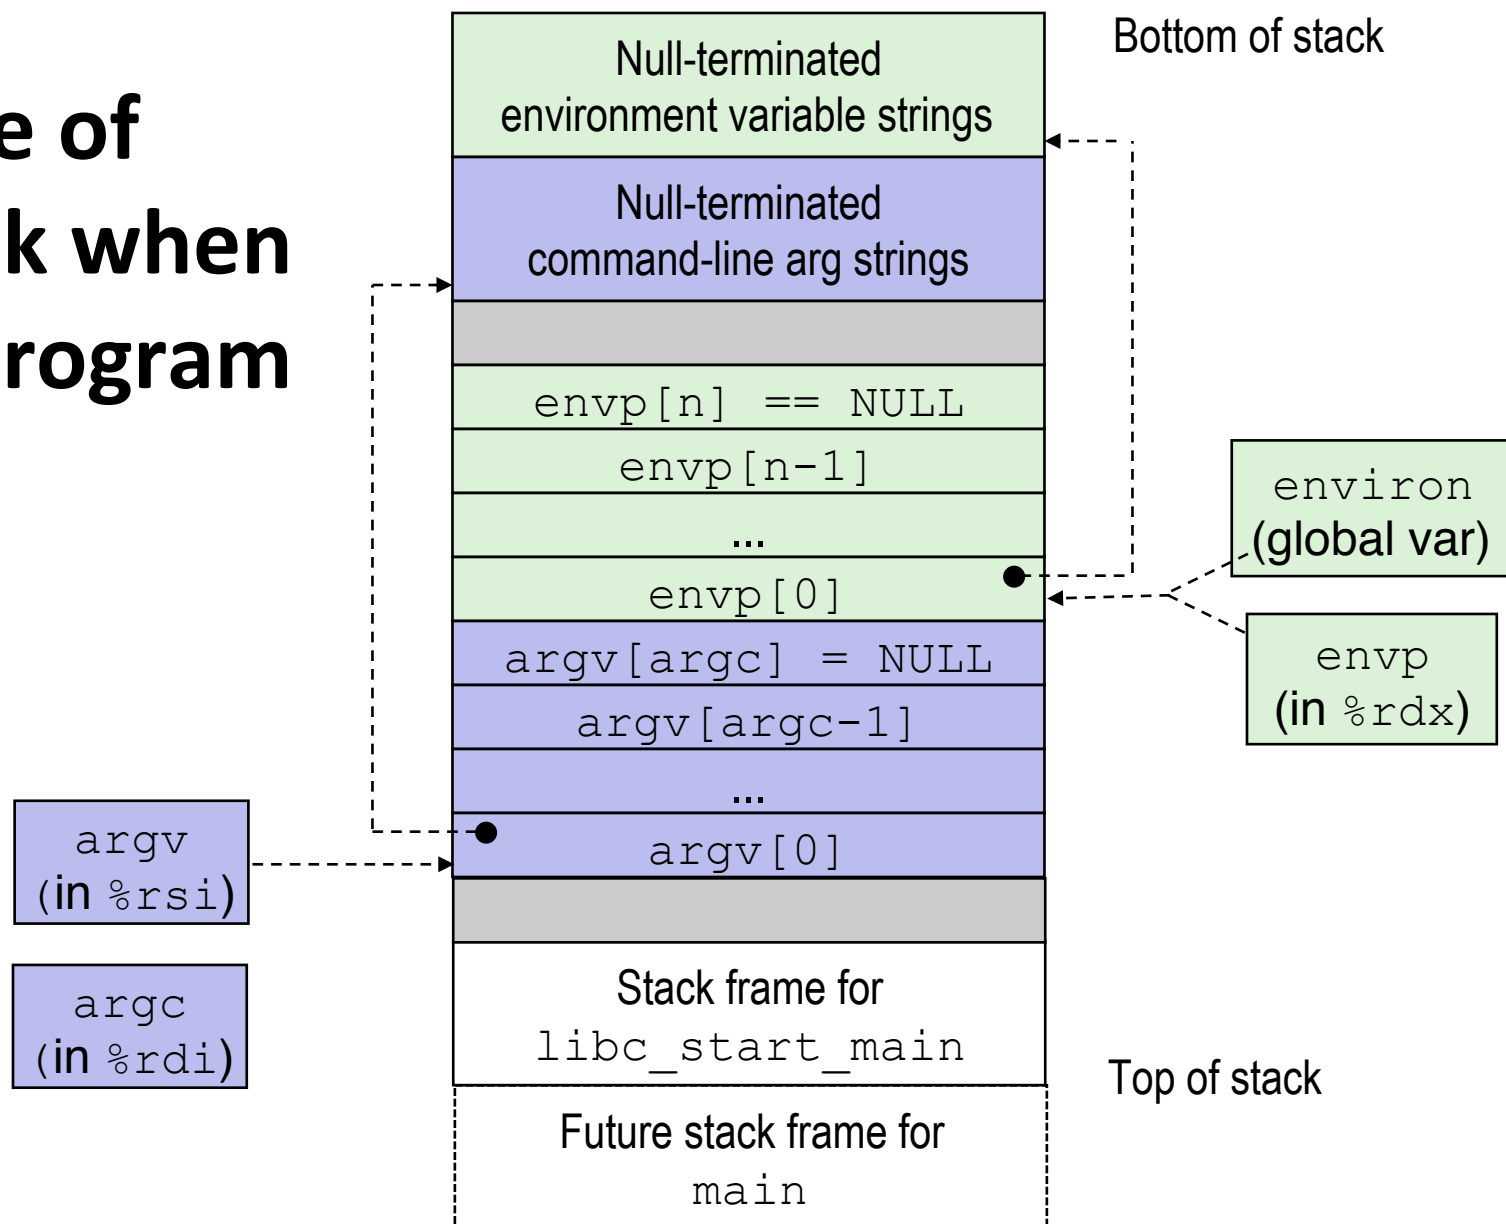 e of
k when
rogram
Bottom of stack
Null-terminated
environment variable strings
Null-terminated
command-line arg strings
envp[n] == NULL
envp[n-1]
...
envp[0]
argv[argc] = NULL
argv[argc-1]
...
argv[0]
environ
(global var)
envp
(in %rdx)
argv
(in %rsi)
argc
(in %rdi)
Stack frame for
libc_start_main
Top of stack
Future stack frame for
main